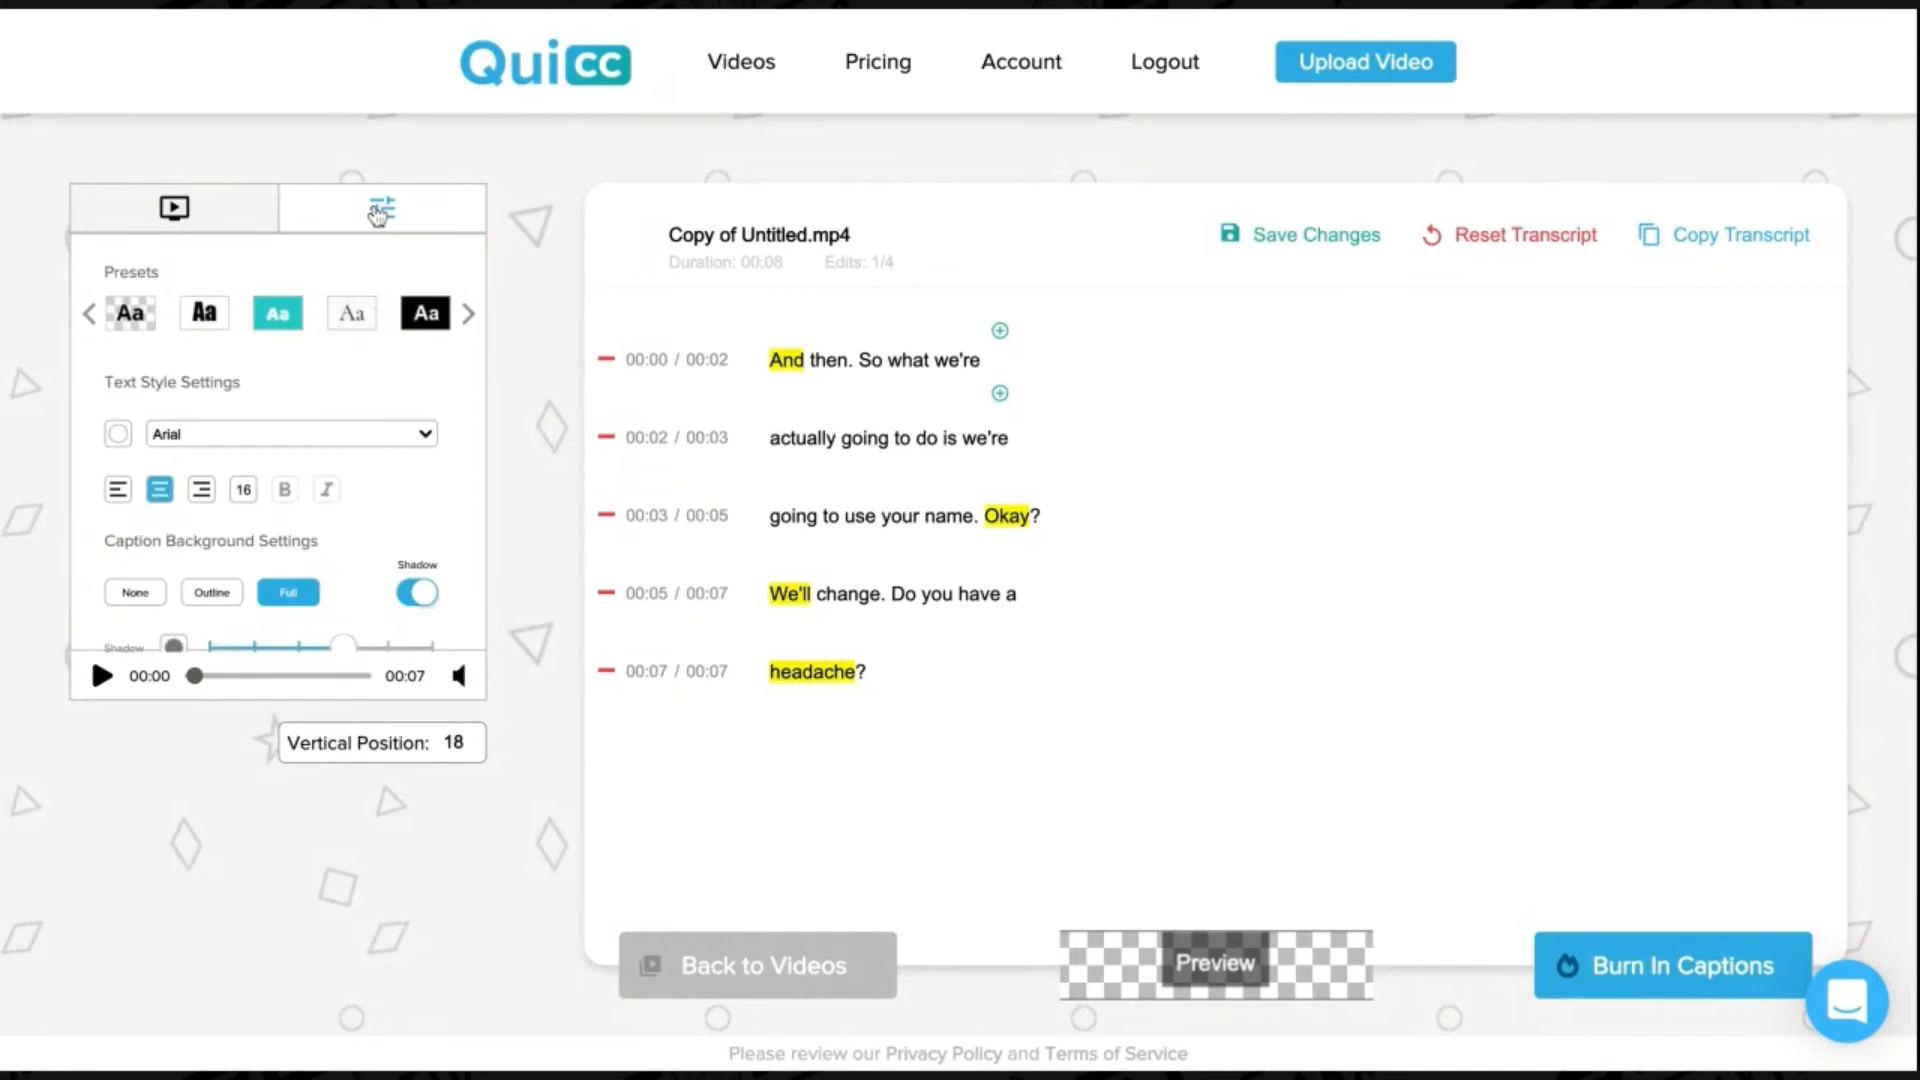 Quicc
Videos Pricing Account Logout Upload Video
Copy of Untitled.mp4
Duration: 00:08 Edits: 1/4
Save Changes Reset Transcript Copy Transcript
Presets
Aa Aa Aa Aa Aa
Text Style Settings
Arial
16 B I
Caption Background Settings
Shadow
None Outline Full
Shadow
00:00 00:07
Vertical Position: 18
00:00 / 00:02 And then. So what we're
00:02 / 00:03 actually going to do is we're
00:03 / 00:05 going to use your name. Okay?
00:05 / 00:07 We'll change. Do you have a
00:07 / 00:07 headache?
Back to Videos Preview Burn In Captions
Please review our Privacy Policy and Terms of Service